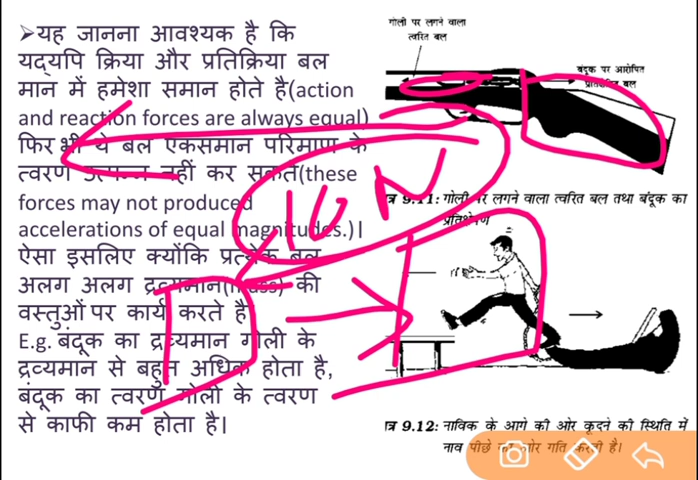 ➢यह जानना आवश्यक है कि
यद्यपि क्रिया और प्रतिक्रिया बल
मान में हमेशा समान होते है(action
and reaction forces are always equal)
फिर भी ये बल एकसमान परिमाण के
त्वरण उत्पन्न नहीं कर सकते(these
forces may not produced
accelerations of equal magnitudes.)|
ऐसा इसलिए क्योंकि प्रत्येक बल
अलग अलग द्रव्यमान(mass) की
वस्तुओं पर कार्य करते है
E.g. बंदूक का द्रव्यमान गोली के
द्रव्यमान से बहुत अधिक होता है,
बंदूक का त्वरण गोली के त्वरण
से काफी कम होता है।
गोली पर लगने वाला
त्वरित बल
बंदूक पर आरोपित
प्रतिक्षेपित बल
त्र 9.11: गोली पर लगने वाला त्वरित बल तथा बंदूक का
प्रतिक्षेपण
10 N
त्र 9.12: नाविक के आगे की ओर कूदने की स्थिति में
नाव पीछे की ओर गति करती है।